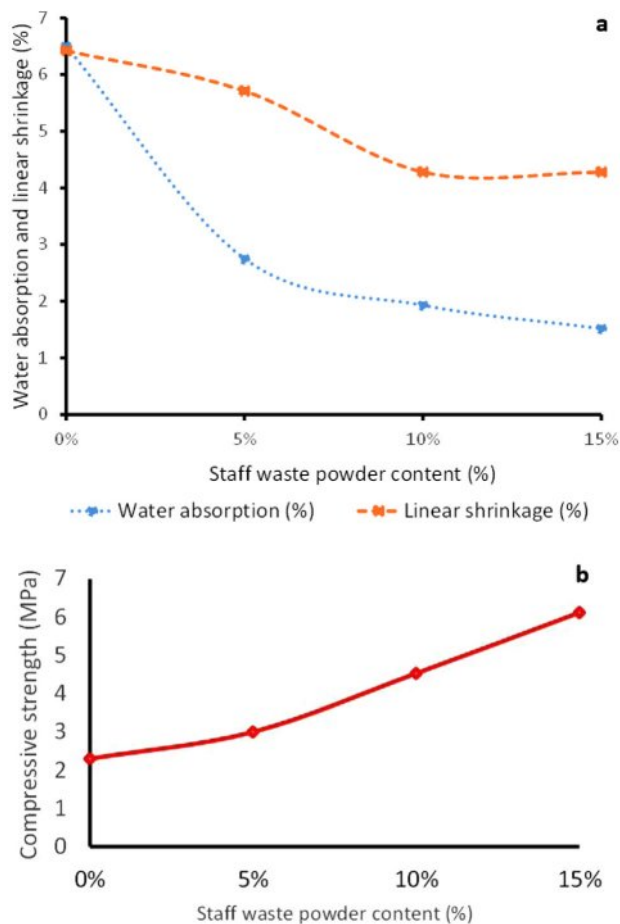 a
Water absorption and linear shrinkage (%)
7
6
5
4
3
2
1
0
0% 5% 10% 15%
Staff waste powder content (%)
Water absorption (%) Linear shrinkage (%)
b
Compressive strength (MPa)
7
6
5
4
3
2
1
0
0% 5% 10% 15%
Staff waste powder content (%)